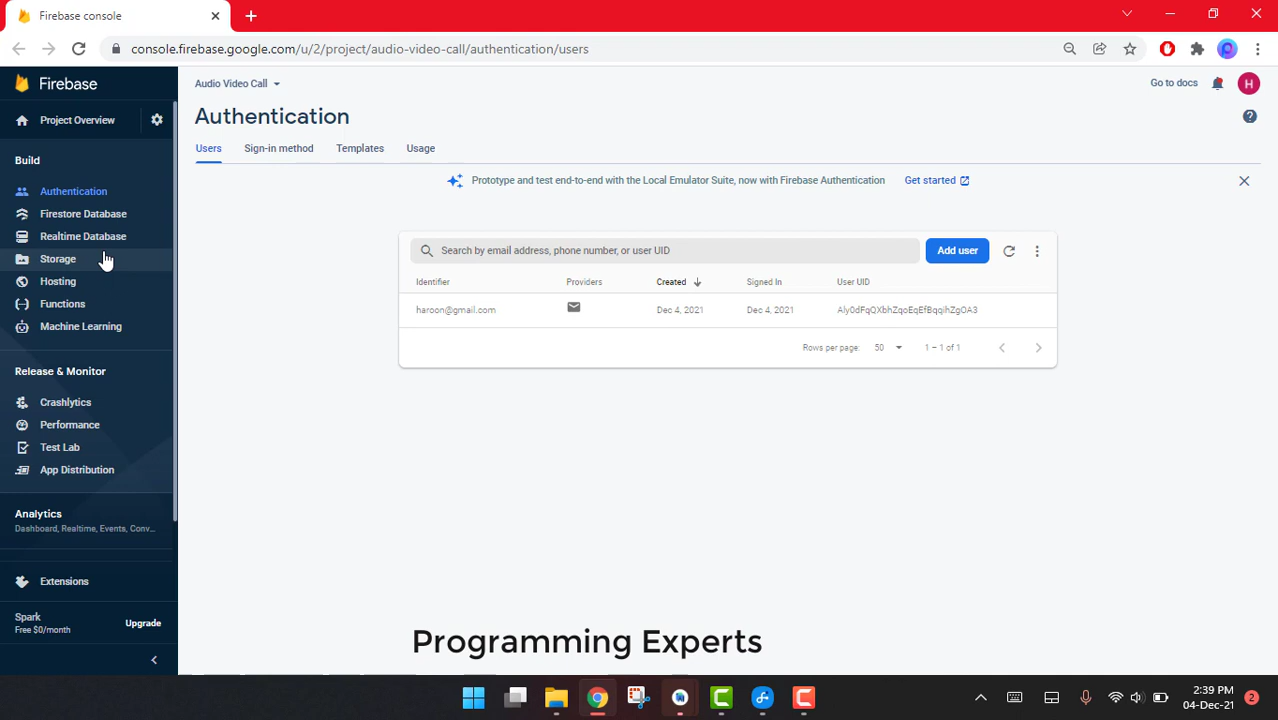 Firebase console
console.firebase.google.com/u/2/project/audio-video-call/authentication/users
Firebase
Project Overview
Build
Authentication
Firestore Database
Realtime Database
Storage
Hosting
Functions
Machine Learning
Release & Monitor
Crashlytics
Performance
Test Lab
App Distribution
Analytics
Dashboard, Realtime, Events, Conv...
Extensions
Spark
Free $0/month
Upgrade
Audio Video Call
Go to docs
H
Authentication
Users Sign-in method Templates Usage
Prototype and test end-to-end with the Local Emulator Suite, now with Firebase Authentication Get started
Search by email address, phone number, or user UID
Add user
Identifier Providers Created Signed In User UID
haroon@gmail.com Dec 4, 2021 Dec 4, 2021 Aly0dFqQXbhZqoEqEfBqqihZgOA3
Rows per page: 50 1 – 1 of 1
Programming Experts
2:39 PM
04-Dec-21
2